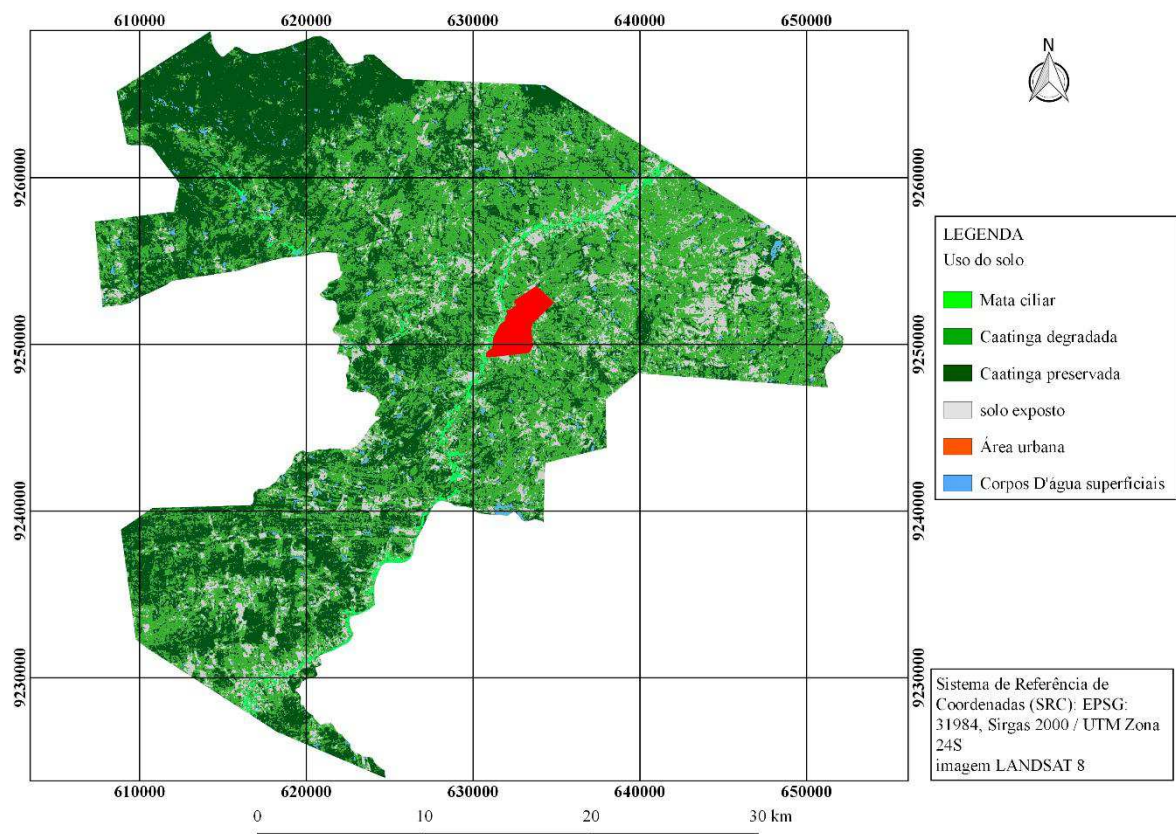 610000 620000 630000 640000 650000
N
9260000 9260000
9250000 9250000
9240000 9240000
9230000 9230000
LEGENDA
Uso do solo
Mata ciliar
Caatinga degradada
Caatinga preservada
solo exposto
Área urbana
Corpos D'água superficiais
Sistema de Referência de
Coordenadas (SRC): EPSG:
31984, Sirgas 2000 / UTM Zona
24S
imagem LANDSAT 8
610000 620000 630000 640000 650000
0 10 20 30 km